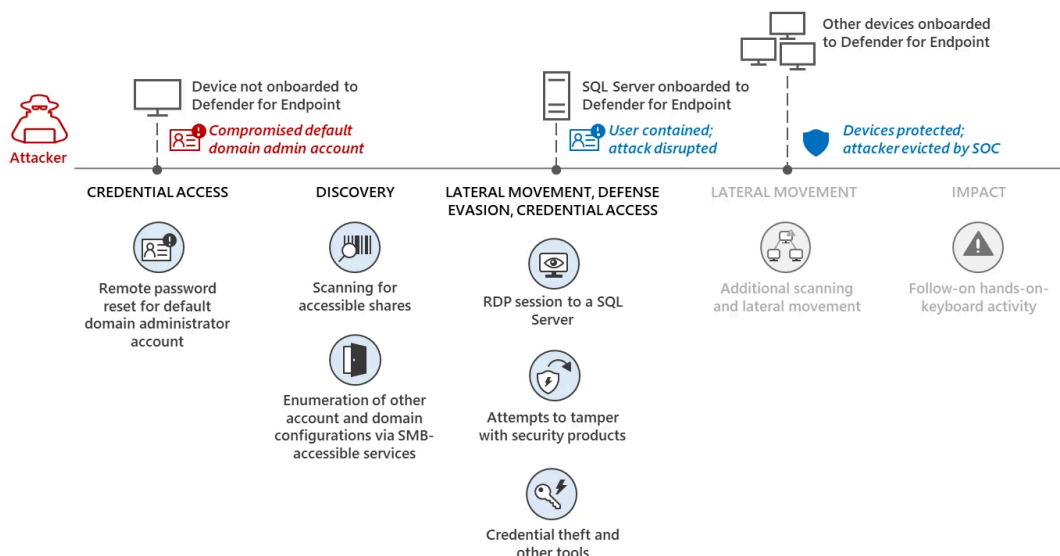 Other devices onboarded
to Defender for Endpoint
Device not onboarded to
Defender for Endpoint
SQL Server onboarded to
Defender for Endpoint
Attacker
Compromised default
domain admin account
User contained;
attack disrupted
Devices protected;
attacker evicted by SOC
CREDENTIAL ACCESS
Remote password
reset for default
domain administrator
account
DISCOVERY
Scanning for
accessible shares
Enumeration of other
account and domain
configurations via SMB-
accessible services
LATERAL MOVEMENT, DEFENSE
EVASION, CREDENTIAL ACCESS
RDP session to a SQL
Server
Attempts to tamper
with security products
Credential theft and
other tools
LATERAL MOVEMENT
Additional scanning
and lateral movement
IMPACT
Follow-on hands-on-
keyboard activity